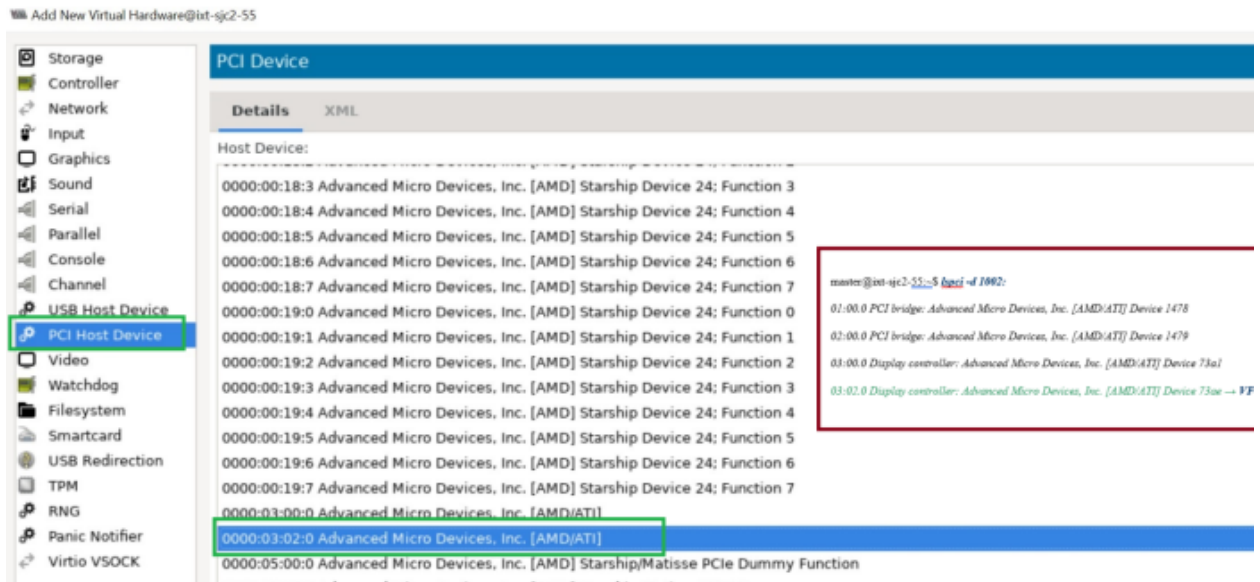 Add New Virtual Hardware@ixt-sjc2-55
Storage
Controller
Network
Input
Graphics
Sound
Serial
Parallel
Console
Channel
USB Host Device
PCI Host Device
Video
Watchdog
Filesystem
Smartcard
USB Redirection
TPM
RNG
Panic Notifier
Virtio VSOCK
PCI Device
Details XML
Host Device:
0000:00:18:3 Advanced Micro Devices, Inc. [AMD] Starship Device 24; Function 3
0000:00:18:4 Advanced Micro Devices, Inc. [AMD] Starship Device 24; Function 4
0000:00:18:5 Advanced Micro Devices, Inc. [AMD] Starship Device 24; Function 5
0000:00:18:6 Advanced Micro Devices, Inc. [AMD] Starship Device 24; Function 6
0000:00:18:7 Advanced Micro Devices, Inc. [AMD] Starship Device 24; Function 7
0000:00:19:0 Advanced Micro Devices, Inc. [AMD] Starship Device 24; Function 0
0000:00:19:1 Advanced Micro Devices, Inc. [AMD] Starship Device 24; Function 1
0000:00:19:2 Advanced Micro Devices, Inc. [AMD] Starship Device 24; Function 2
0000:00:19:3 Advanced Micro Devices, Inc. [AMD] Starship Device 24; Function 3
0000:00:19:4 Advanced Micro Devices, Inc. [AMD] Starship Device 24; Function 4
0000:00:19:5 Advanced Micro Devices, Inc. [AMD] Starship Device 24; Function 5
0000:00:19:6 Advanced Micro Devices, Inc. [AMD] Starship Device 24; Function 6
0000:00:19:7 Advanced Micro Devices, Inc. [AMD] Starship Device 24; Function 7
0000:03:00:0 Advanced Micro Devices, Inc. [AMD/ATI]
0000:03:02:0 Advanced Micro Devices, Inc. [AMD/ATI]
0000:05:00:0 Advanced Micro Devices, Inc. [AMD] Starship/Matisse PCIe Dummy Function
master@ixt-sjc2-55:~$ lspci -d 1002:
01:00.0 PCI bridge: Advanced Micro Devices, Inc. [AMD/ATI] Device 1478
02:00.0 PCI bridge: Advanced Micro Devices, Inc. [AMD/ATI] Device 1479
03:00.0 Display controller: Advanced Micro Devices, Inc. [AMD/ATI] Device 73a1
03:02.0 Display controller: Advanced Micro Devices, Inc. [AMD/ATI] Device 73ae → VF